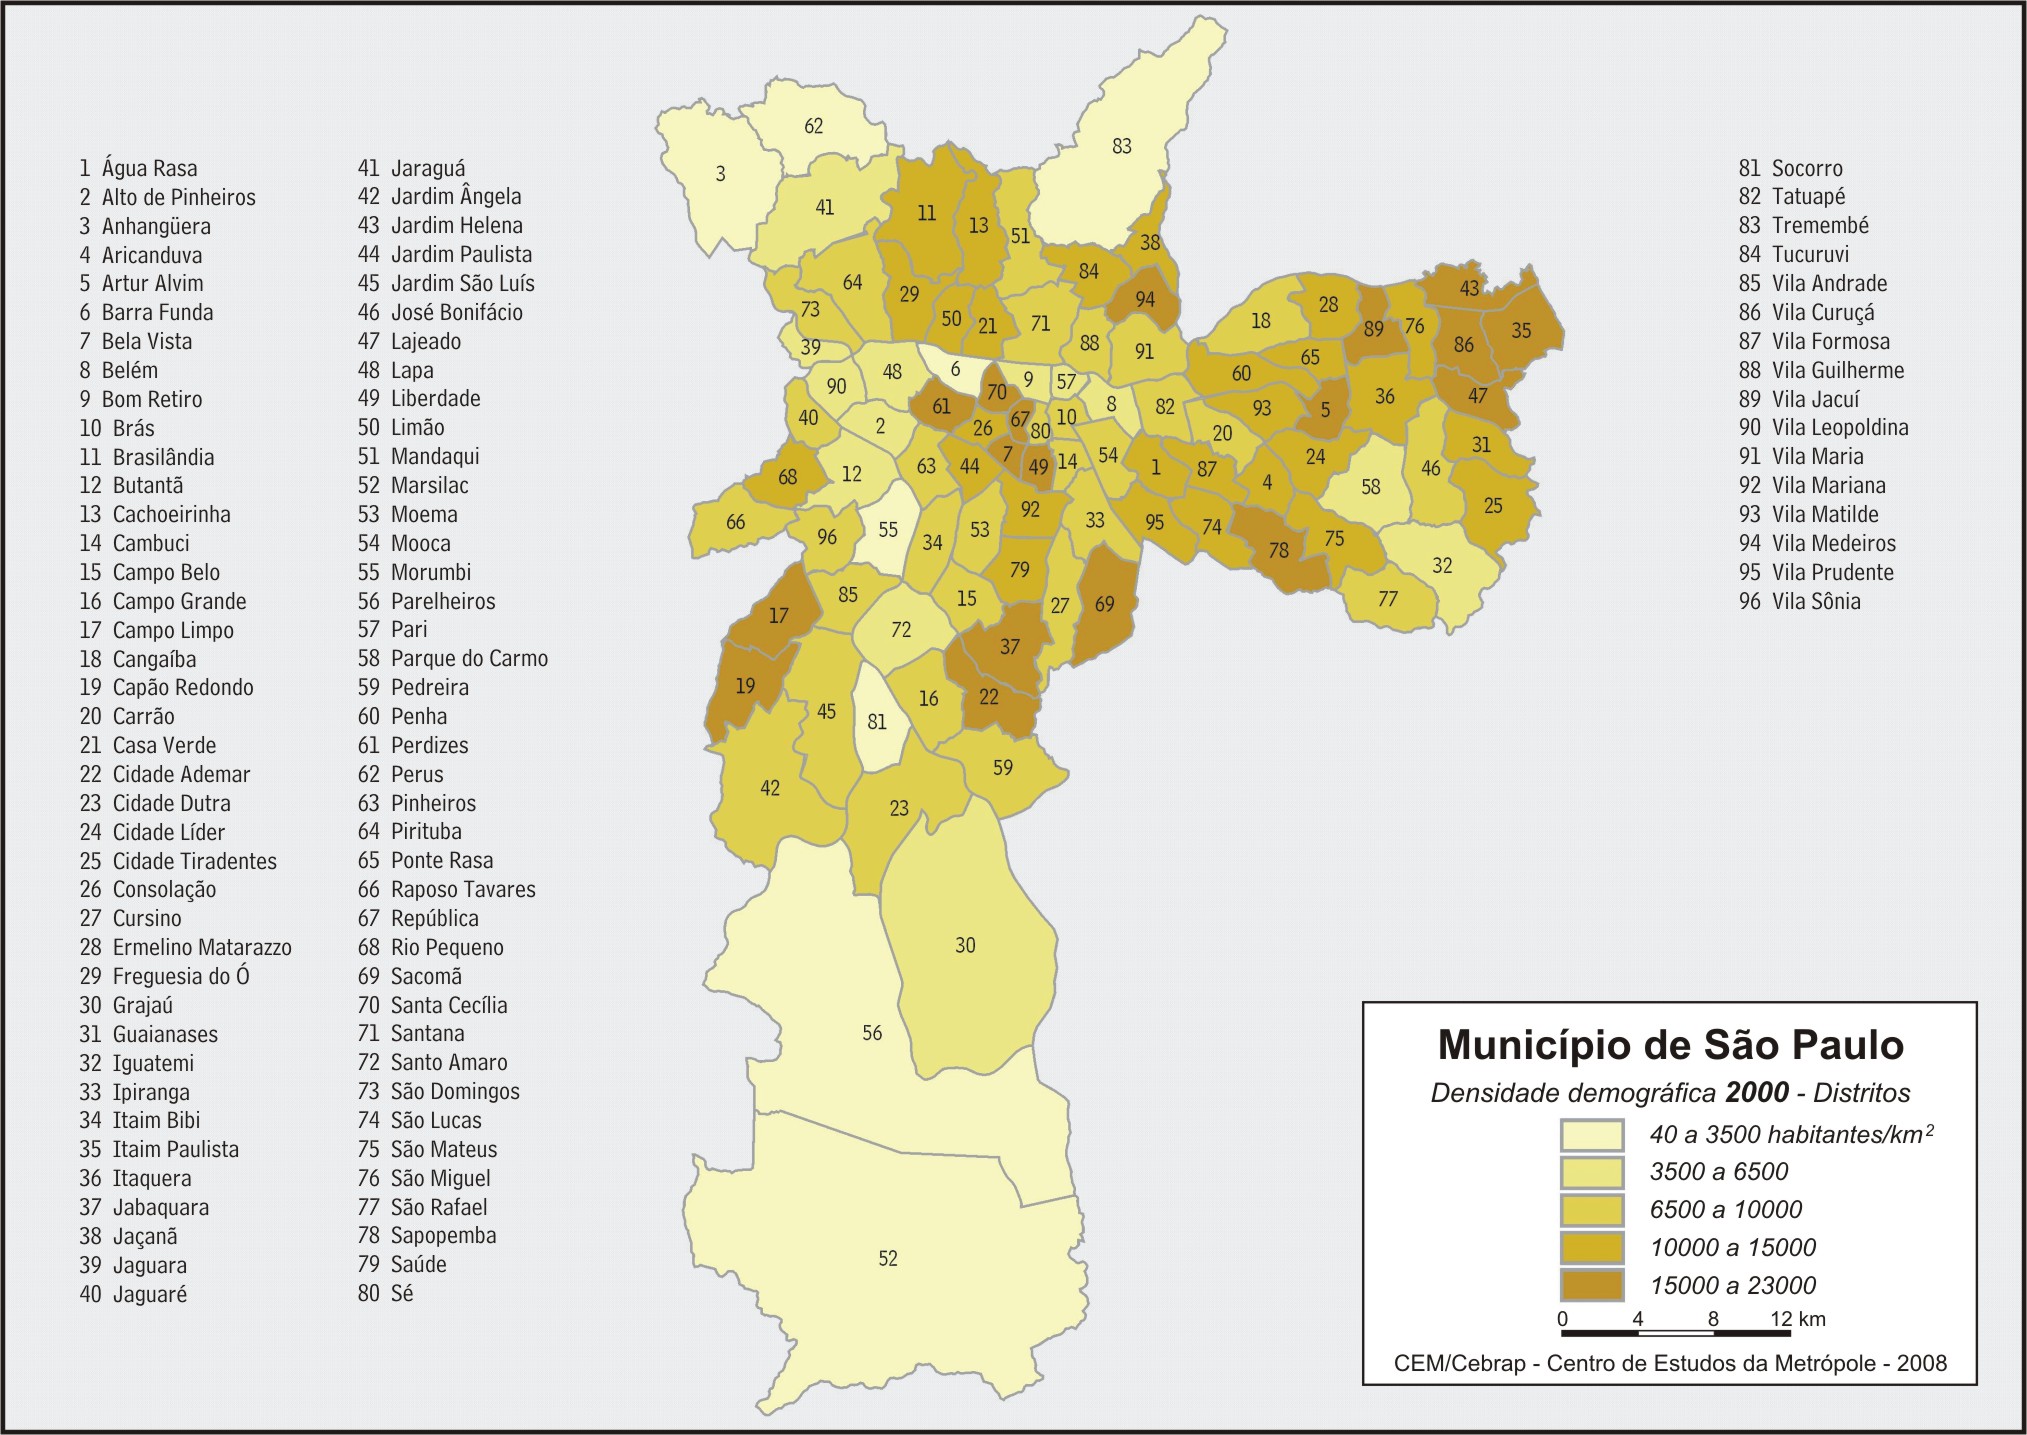 1 Água Rasa
2 Alto de Pinheiros
3 Anhangüera
4 Aricanduva
5 Artur Alvim
6 Barra Funda
7 Bela Vista
8 Belém
9 Bom Retiro
10 Brás
11 Brasilândia
12 Butantã
13 Cachoeirinha
14 Cambuci
15 Campo Belo
16 Campo Grande
17 Campo Limpo
18 Cangaíba
19 Capão Redondo
20 Carrão
21 Casa Verde
22 Cidade Ademar
23 Cidade Dutra
24 Cidade Líder
25 Cidade Tiradentes
26 Consolação
27 Cursino
28 Ermelino Matarazzo
29 Freguesia do Ó
30 Grajaú
31 Guaianases
32 Iguatemi
33 Ipiranga
34 Itaim Bibi
35 Itaim Paulista
36 Itaquera
37 Jabaquara
38 Jaçanã
39 Jaguara
40 Jaguaré
41 Jaraguá
42 Jardim Ângela
43 Jardim Helena
44 Jardim Paulista
45 Jardim São Luís
46 José Bonifácio
47 Lajeado
48 Lapa
49 Liberdade
50 Limão
51 Mandaqui
52 Marsilac
53 Moema
54 Mooca
55 Morumbi
56 Parelheiros
57 Pari
58 Parque do Carmo
59 Pedreira
60 Penha
61 Perdizes
62 Perus
63 Pinheiros
64 Pirituba
65 Ponte Rasa
66 Raposo Tavares
67 República
68 Rio Pequeno
69 Sacomã
70 Santa Cecília
71 Santana
72 Santo Amaro
73 São Domingos
74 São Lucas
75 São Mateus
76 São Miguel
77 São Rafael
78 Sapopemba
79 Saúde
80 Sé
62
3
83
41
11
13
51
38
84
64
29
94
73
50
21
71
88
91
39
48
6
9
57
90
70
61
8
82
40
2
26
67
80
10
12
63
44
7
49
14
54
1
87
68
66
96
55
34
53
92
33
95
74
4
24
20
93
60
18
28
65
89
76
43
86
35
5
36
47
31
46
58
25
78
75
32
77
79
15
27
69
85
72
37
17
19
45
81
16
22
42
23
59
30
56
52
81 Socorro
82 Tatuapé
83 Tremembé
84 Tucuruvi
85 Vila Andrade
86 Vila Curuçá
87 Vila Formosa
88 Vila Guilherme
89 Vila Jacuí
90 Vila Leopoldina
91 Vila Maria
92 Vila Mariana
93 Vila Matilde
94 Vila Medeiros
95 Vila Prudente
96 Vila Sônia
Município de São Paulo
Densidade demográfica 2000 - Distritos
40 a 3500 habitantes/km²
3500 a 6500
6500 a 10000
10000 a 15000
15000 a 23000
0 4 8 12 km
CEM/Cebrap - Centro de Estudos da Metrópole - 2008